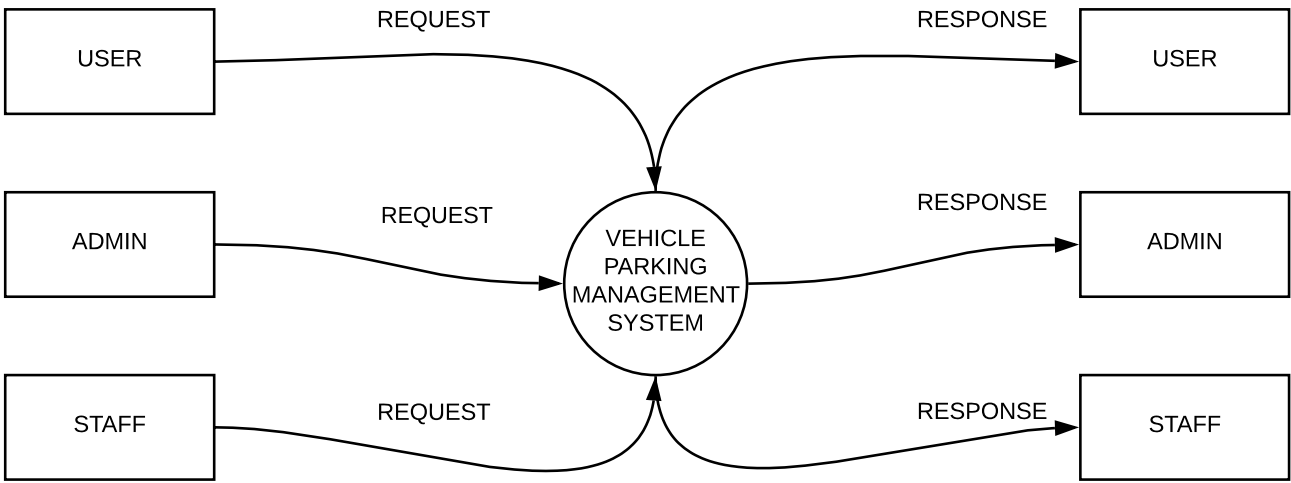 REQUEST
RESPONSE
USER
USER
REQUEST
RESPONSE
ADMIN
ADMIN
VEHICLE
PARKING
MANAGEMENT
SYSTEM
REQUEST
RESPONSE
STAFF
STAFF